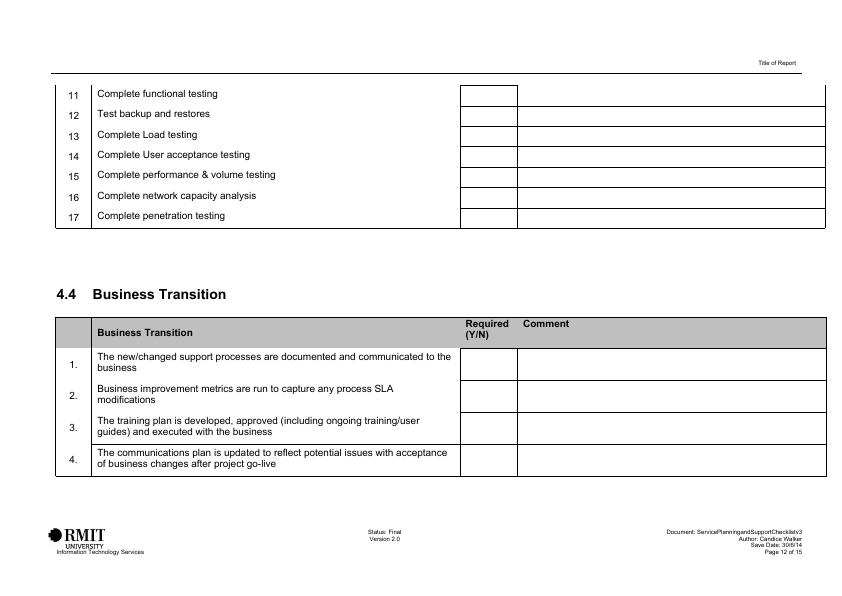 Title of Report
11 Complete functional testing
12 Test backup and restores
13 Complete Load testing
14 Complete User acceptance testing
15 Complete performance & volume testing
16 Complete network capacity analysis
17 Complete penetration testing
4.4 Business Transition
Business Transition Required (Y/N) Comment
1. The new/changed support processes are documented and communicated to the
business
2. Business improvement metrics are run to capture any process SLA
modifications
3. The training plan is developed, approved (including ongoing training/user
guides) and executed with the business
4. The communications plan is updated to reflect potential issues with acceptance
of business changes after project go-live
RMIT
UNIVERSITY
Information Technology Services
Status: Final
Version 2.0
Document: ServicePlanningandSupportChecklistv3
Author: Candice Walker
Save Date: 30/6/14
Page 12 of 15